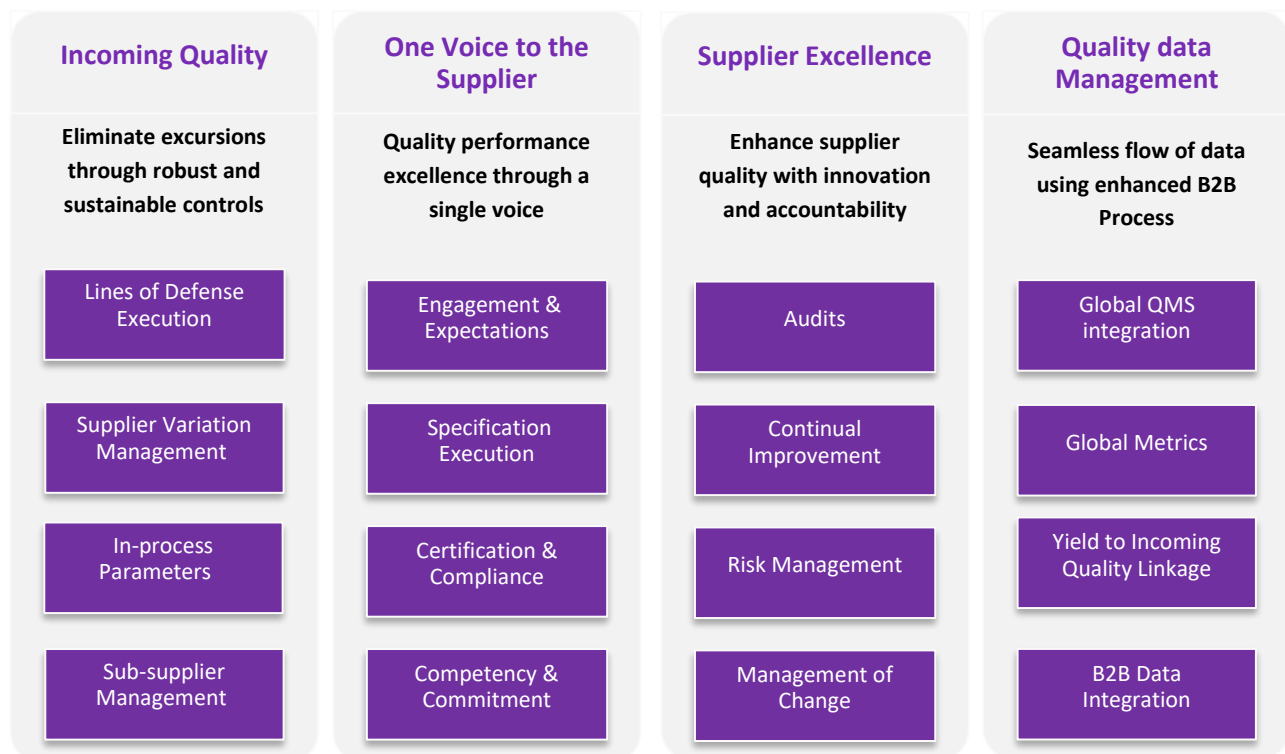 Incoming Quality
Eliminate excursions
through robust and
sustainable controls
Lines of Defense
Execution
Supplier Variation
Management
In-process
Parameters
Sub-supplier
Management
One Voice to the
Supplier
Quality performance
excellence through a
single voice
Engagement &
Expectations
Specification
Execution
Certification &
Compliance
Competency &
Commitment
Supplier Excellence
Enhance supplier
quality with innovation
and accountability
Audits
Continual
Improvement
Risk Management
Management of
Change
Quality data
Management
Seamless flow of data
using enhanced B2B
Process
Global QMS
integration
Global Metrics
Yield to Incoming
Quality Linkage
B2B Data
Integration